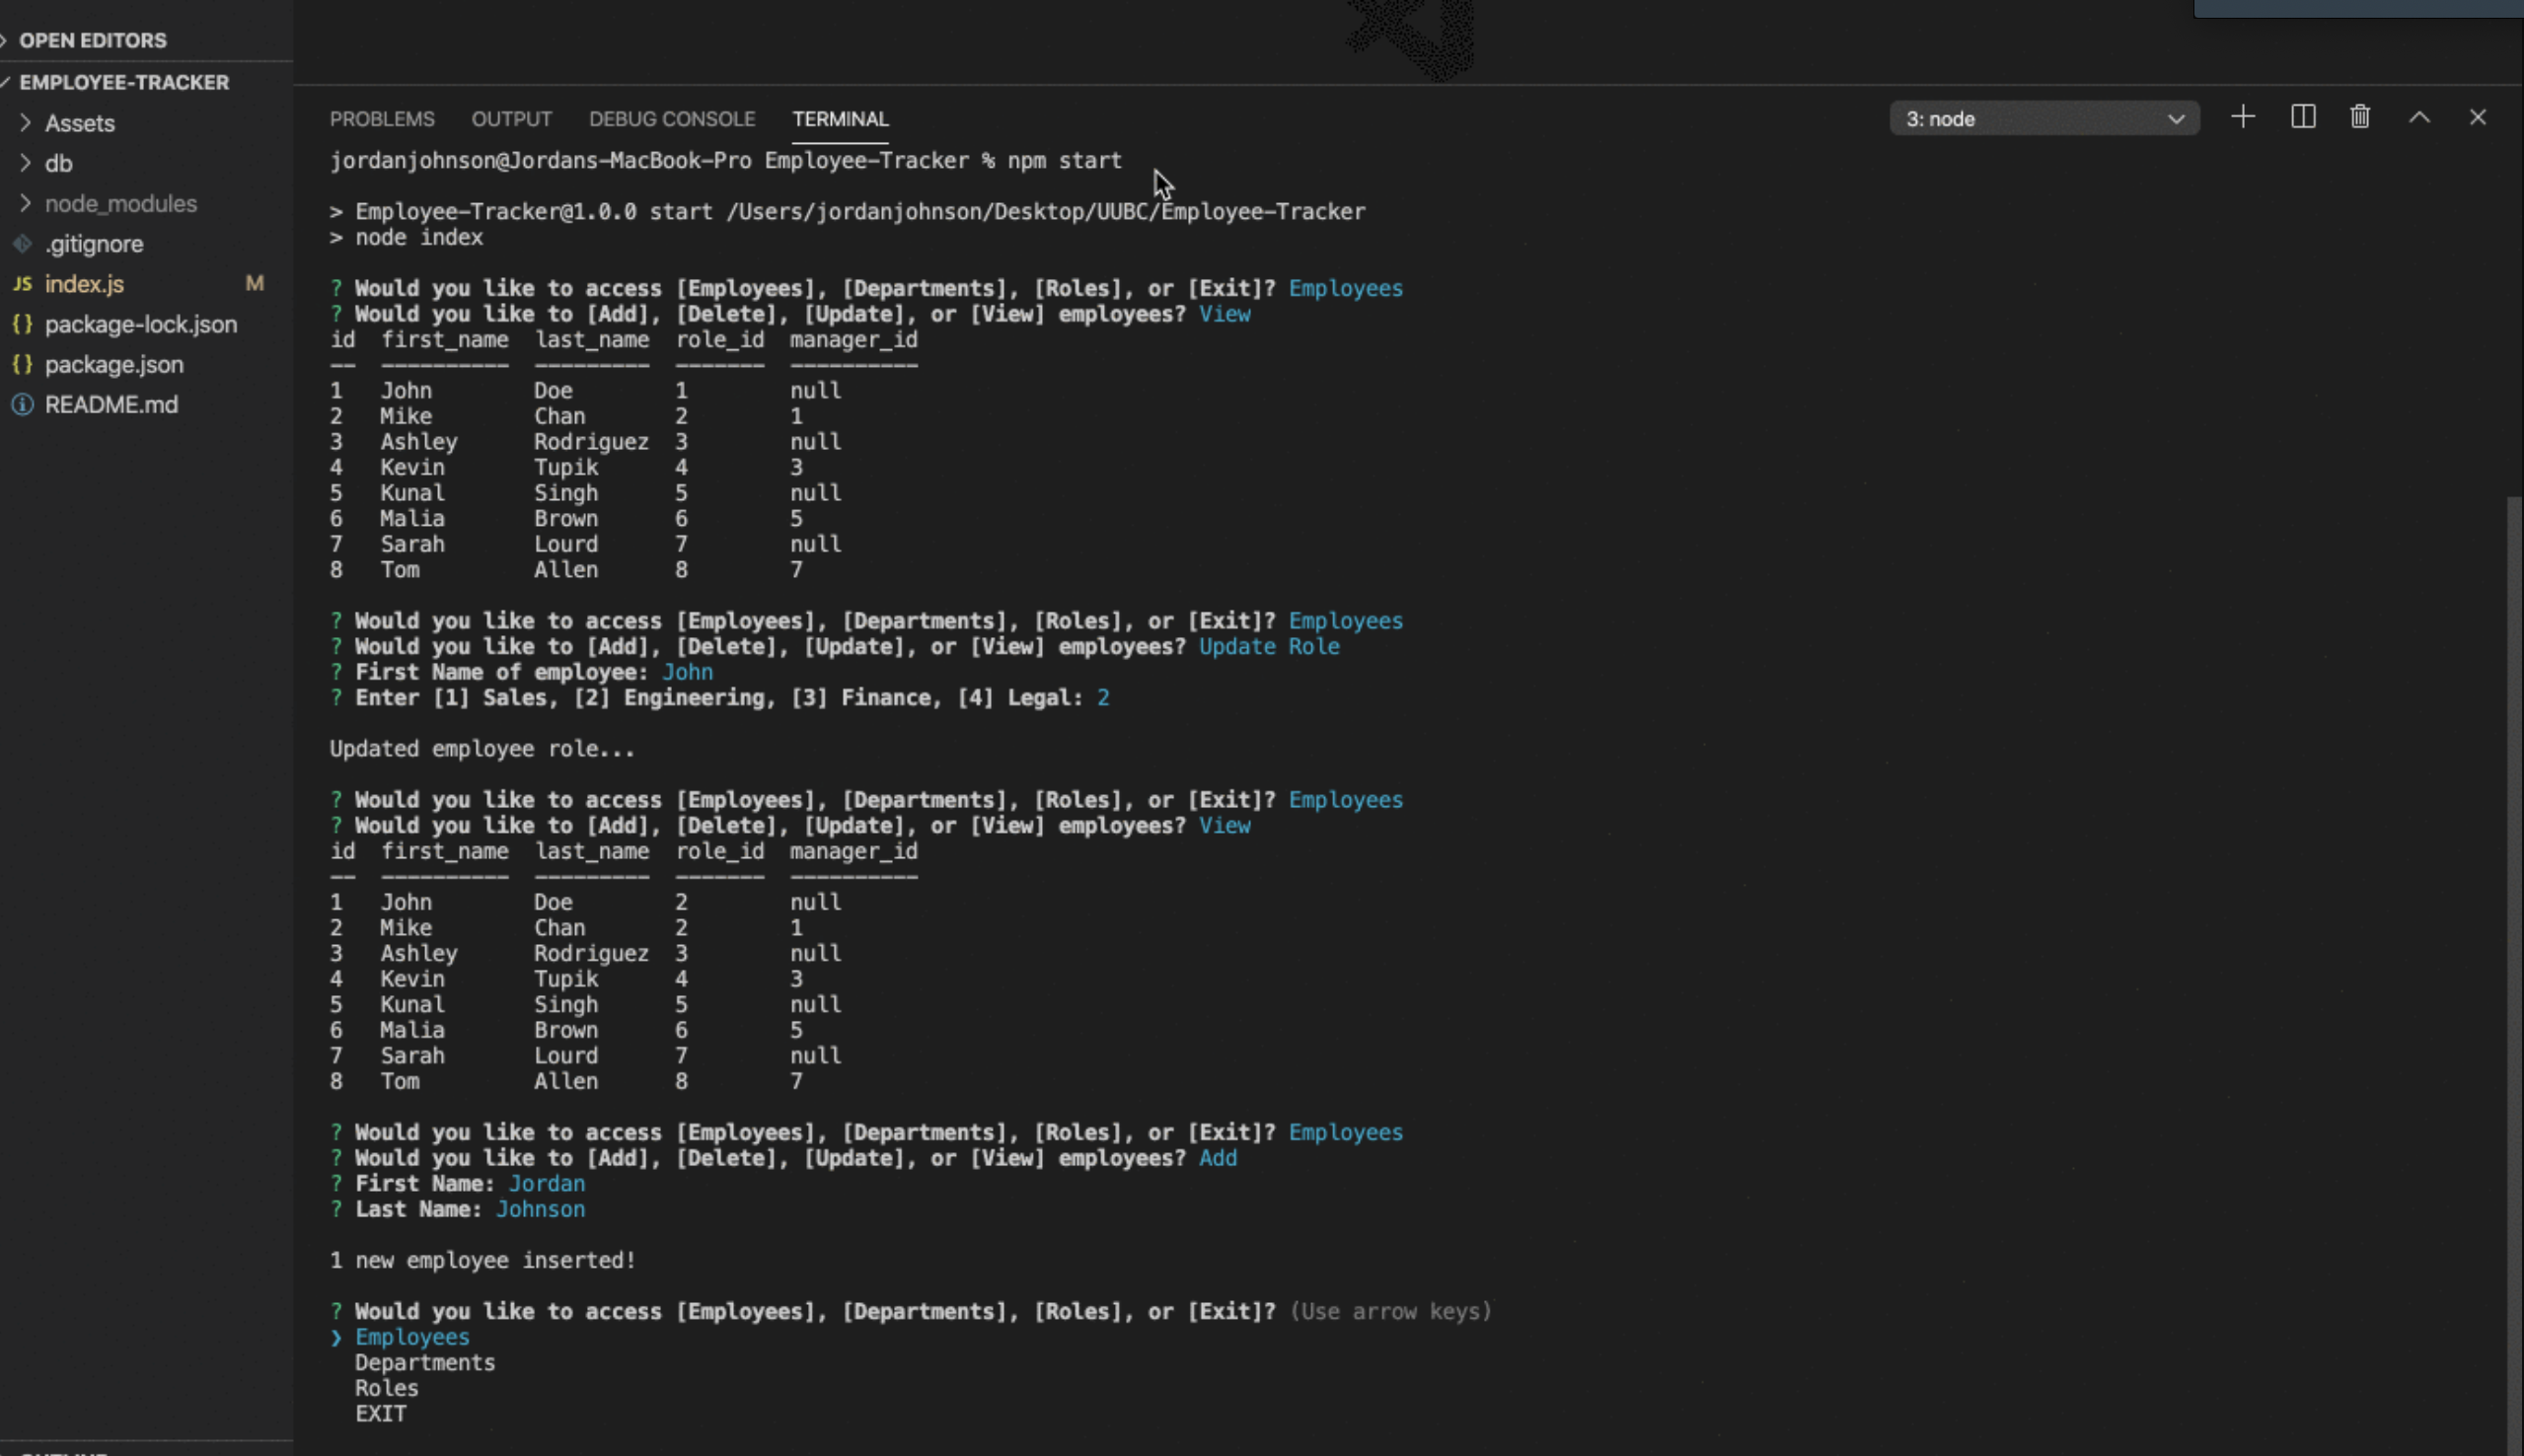 OPEN EDITORS
EMPLOYEE-TRACKER
Assets
db
node_modules
.gitignore
JS index.js M
{} package-lock.json
{} package.json
README.md
PROBLEMS OUTPUT DEBUG CONSOLE TERMINAL
3: node
jordanjohnson@Jordans-MacBook-Pro Employee-Tracker % npm start
> Employee-Tracker@1.0.0 start /Users/jordanjohnson/Desktop/UUBC/Employee-Tracker
> node index
? Would you like to access [Employees], [Departments], [Roles], or [Exit]? Employees
? Would you like to [Add], [Delete], [Update], or [View] employees? View
id first_name last_name role_id manager_id
-- ---------- --------- ------- ----------
1 John Doe 1 null
2 Mike Chan 2 1
3 Ashley Rodriguez 3 null
4 Kevin Tupik 4 3
5 Kunal Singh 5 null
6 Malia Brown 6 5
7 Sarah Lourd 7 null
8 Tom Allen 8 7
? Would you like to access [Employees], [Departments], [Roles], or [Exit]? Employees
? Would you like to [Add], [Delete], [Update], or [View] employees? Update Role
? First Name of employee: John
? Enter [1] Sales, [2] Engineering, [3] Finance, [4] Legal: 2
Updated employee role...
? Would you like to access [Employees], [Departments], [Roles], or [Exit]? Employees
? Would you like to [Add], [Delete], [Update], or [View] employees? View
id first_name last_name role_id manager_id
-- ---------- --------- ------- ----------
1 John Doe 2 null
2 Mike Chan 2 1
3 Ashley Rodriguez 3 null
4 Kevin Tupik 4 3
5 Kunal Singh 5 null
6 Malia Brown 6 5
7 Sarah Lourd 7 null
8 Tom Allen 8 7
? Would you like to access [Employees], [Departments], [Roles], or [Exit]? Employees
? Would you like to [Add], [Delete], [Update], or [View] employees? Add
? First Name: Jordan
? Last Name: Johnson
1 new employee inserted!
? Would you like to access [Employees], [Departments], [Roles], or [Exit]? (Use arrow keys)
❯ Employees
Departments
Roles
EXIT